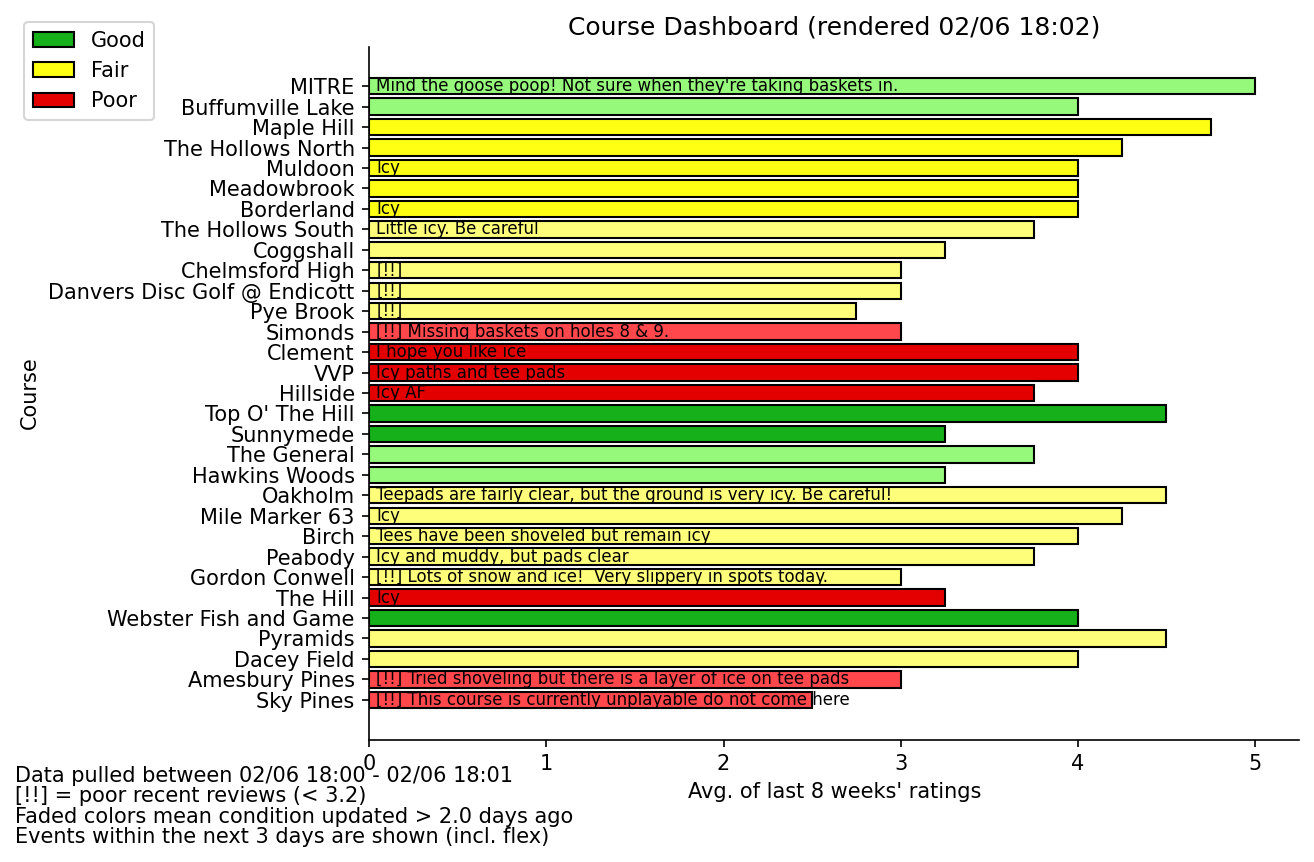 Course Dashboard (rendered 02/06 18:02)
Good
Fair
Poor
MITRE Mind the goose poop! Not sure when they're taking baskets in.
Buffumville Lake
Maple Hill
The Hollows North
Muldoon Icy
Meadowbrook
Borderland Icy
The Hollows South Little icy. Be careful
Coggshall
Chelmsford High [!!]
Danvers Disc Golf @ Endicott [!!]
Pye Brook [!!]
Simonds [!!] Missing baskets on holes 8 & 9.
Clement I hope you like ice
VVP Icy paths and tee pads
Hillside Icy AF
Top O' The Hill
Sunnymede
The General
Hawkins Woods
Oakholm Teepads are fairly clear, but the ground is very icy. Be careful!
Mile Marker 63 Icy
Birch Tees have been shoveled but remain icy
Peabody Icy and muddy, but pads clear
Gordon Conwell [!!] Lots of snow and ice!  Very slippery in spots today.
The Hill Icy
Webster Fish and Game
Pyramids
Dacey Field
Amesbury Pines [!!] Tried shoveling but there is a layer of ice on tee pads
Sky Pines [!!] This course is currently unplayable do not come here
Course
0 1 2 3 4 5
Avg. of last 8 weeks' ratings
Data pulled between 02/06 18:00 - 02/06 18:01
[!!] = poor recent reviews (< 3.2)
Faded colors mean condition updated > 2.0 days ago
Events within the next 3 days are shown (incl. flex)